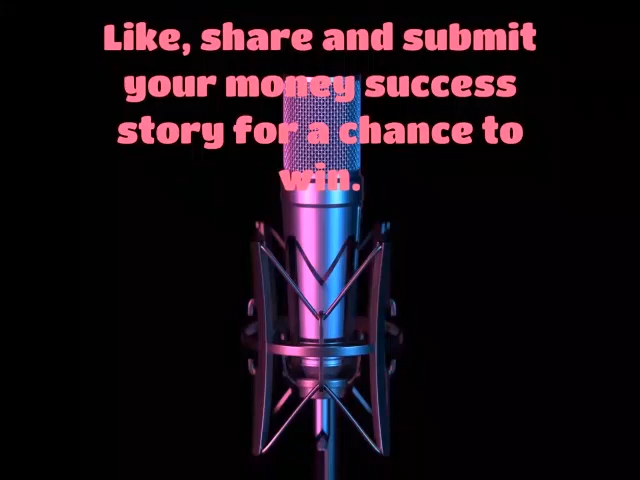 Like, share and submit
your money success
story for a chance to
win.